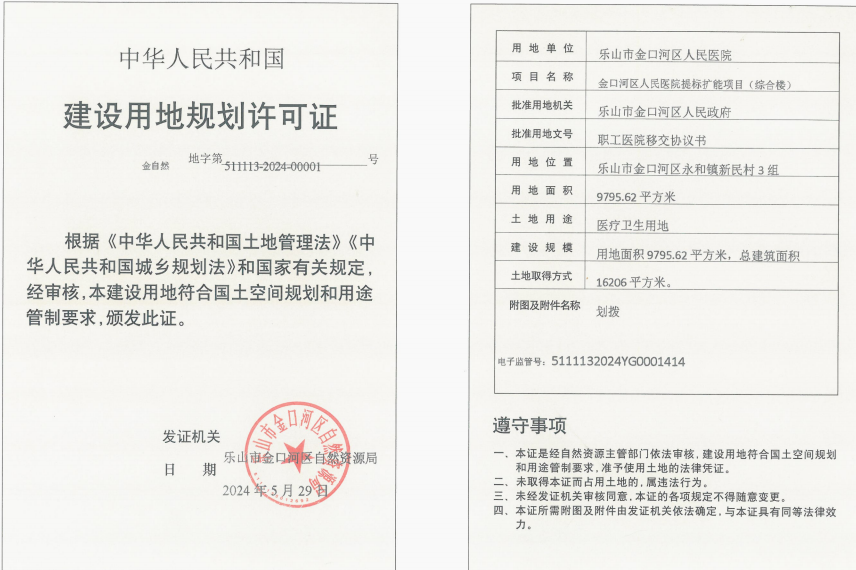 中华人民共和国
建设用地规划许可证
金自然 地字第 511113-2024-00001 号
根据《中华人民共和国土地管理法》《中
华人民共和国城乡规划法》和国家有关规定,
经审核,本建设用地符合国土空间规划和用途
管制要求,颁发此证。
发证机关 乐山市金口河区自然资源局
日 期 2024 年 5 月 29 日
乐山市金口河区自然资源局
用地单位 乐山市金口河区人民医院
项目名称 金口河区人民医院提标扩能项目（综合楼）
批准用地机关 乐山市金口河区人民政府
批准用地文号 职工医院移交协议书
用地位置 乐山市金口河区永和镇新民村 3 组
用地面积 9795.62 平方米
土地用途 医疗卫生用地
建设规模 用地面积 9795.62 平方米，总建筑面积
土地取得方式 16206 平方米。
附图及附件名称 划拨
电子监管号：5111132024YG0001414
遵守事项
一、本证是经自然资源主管部门依法审核,建设用地符合国土空间规划
和用途管制要求,准予使用土地的法律凭证。
二、未取得本证而占用土地的,属违法行为。
三、未经发证机关审核同意,本证的各项规定不得随意变更。
四、本证所需附图及附件由发证机关依法确定,与本证具有同等法律效
力。